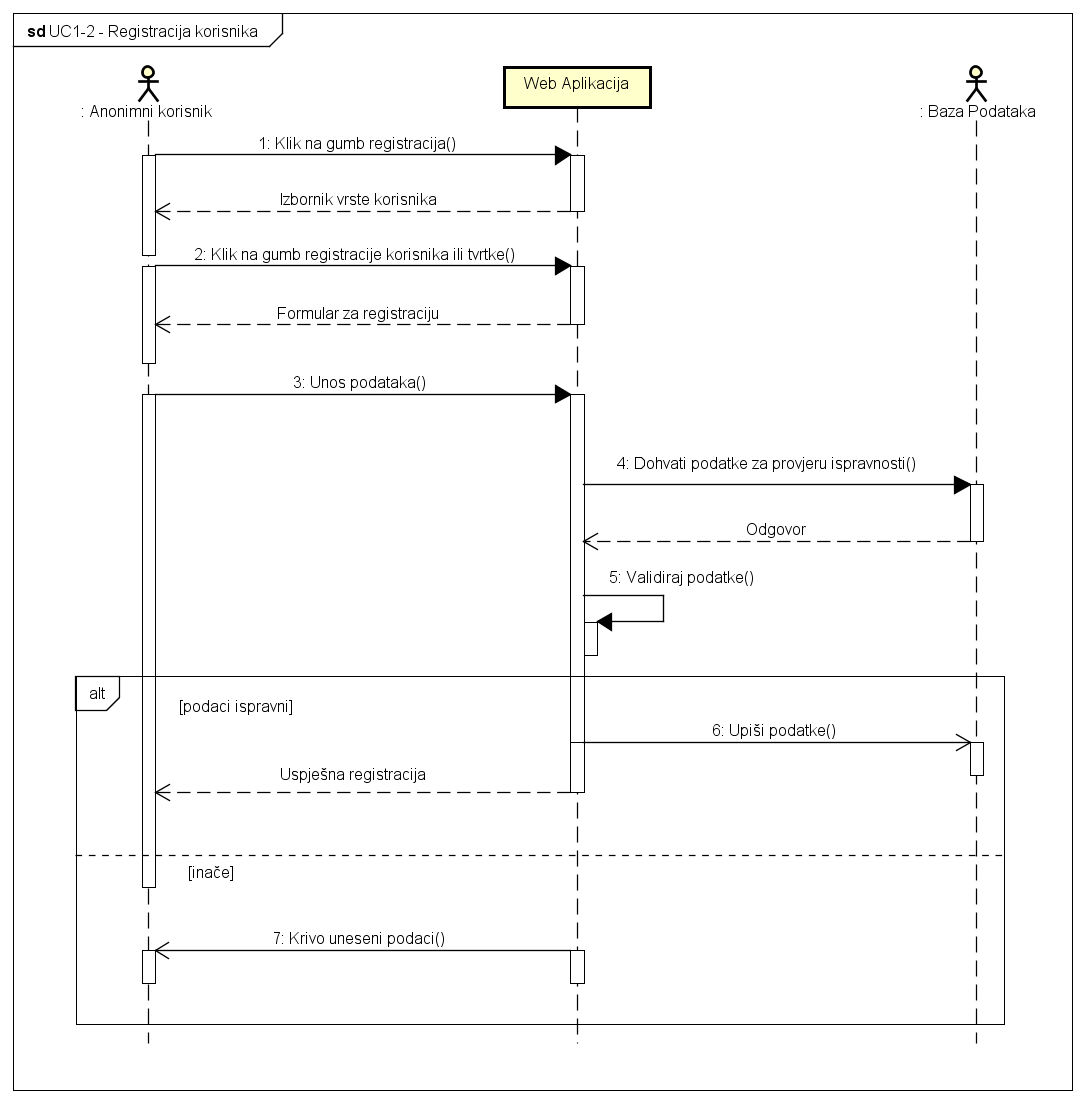 sd UC1-2 - Registracija korisnika
: Anonimni korisnik
Web Aplikacija
: Baza Podataka
1: Klik na gumb registracija()
Izbornik vrste korisnika
2: Klik na gumb registracije korisnika ili tvrtke()
Formular za registraciju
3: Unos podataka()
4: Dohvati podatke za provjeru ispravnosti()
Odgovor
5: Validiraj podatke()
alt
[podaci ispravni]
6: Upiši podatke()
Uspješna registracija
[inače]
7: Krivo uneseni podaci()